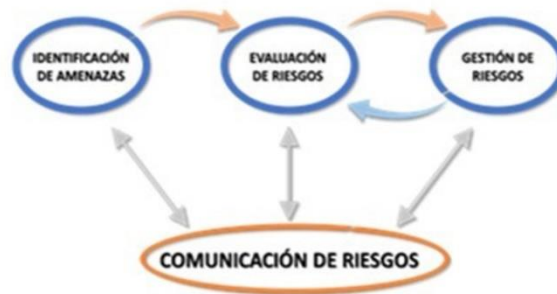 IDENTIFICACIÓN
DE AMENAZAS
EVALUACIÓN
DE RIESGOS
GESTIÓN DE
RIESGOS
COMUNICACIÓN DE RIESGOS